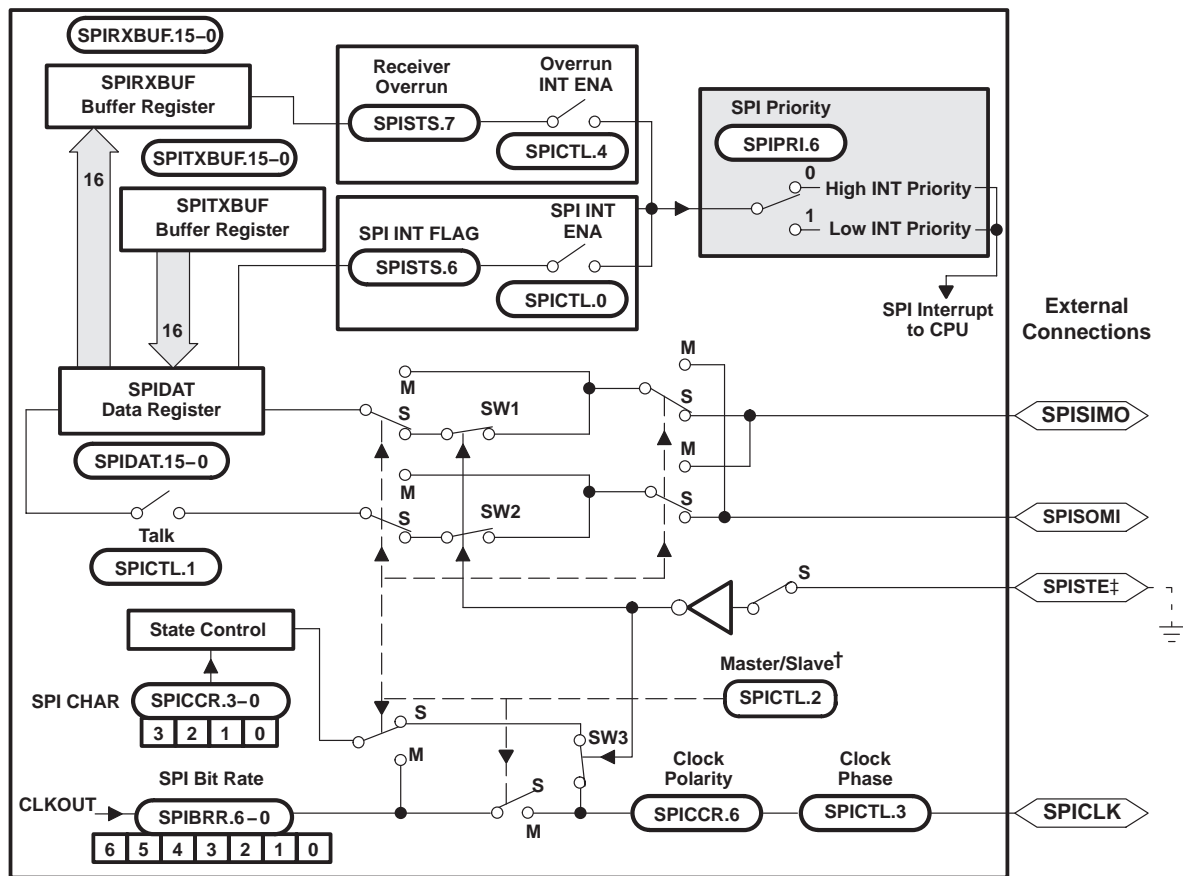 SPIRXBUF.15–0
SPIRXBUF
Buffer Register
Receiver
Overrun
Overrun
INT ENA
SPISTS.7
SPICTL.4
SPI Priority
SPIPRI.6
0
High INT Priority
1
Low INT Priority
SPITXBUF.15–0
16
SPITXBUF
Buffer Register
SPI INT FLAG
SPI INT
ENA
SPISTS.6
SPICTL.0
16
SPI Interrupt
to CPU
External
Connections
SPIDAT
Data Register
M
S
SW1
M
S
SPISIMO
SPIDAT.15–0
M
S
SW2
M
S
SPISOMI
Talk
SPICTL.1
S
SPISTE‡
State Control
Master/Slave†
SPICTL.2
SPI CHAR
SPICCR.3–0
3 2 1 0
S
M
SW3
SPI Bit Rate
CLKOUT
SPIBRR.6–0
6 5 4 3 2 1 0
S
M
Clock
Polarity
SPICCR.6
Clock
Phase
SPICTL.3
SPICLK